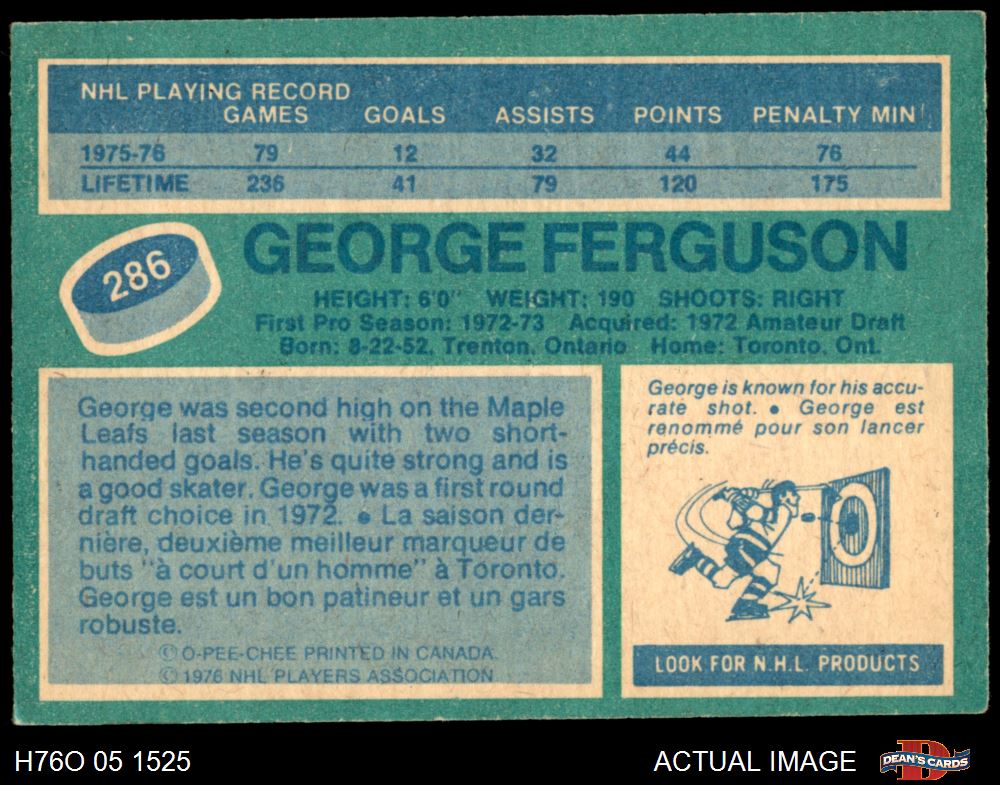 NHL PLAYING RECORD
GAMES GOALS ASSISTS POINTS PENALTY MIN
1975-76 79 12 32 44 76
LIFETIME 236 41 79 120 175
286
GEORGE FERGUSON
HEIGHT: 6'0" WEIGHT: 190 SHOOTS: RIGHT
First Pro Season: 1972-73 Acquired: 1972 Amateur Draft
Born: 8-22-52, Trenton, Ontario Home: Toronto, Ont.
George was second high on the Maple
Leafs last season with two short-
handed goals. He's quite strong and is
a good skater. George was a first round
draft choice in 1972. • La saison der-
nière, deuxième meilleur marqueur de
buts "à court d'un homme" à Toronto.
George est un bon patineur et un gars
robuste.
© O-PEE-CHEE PRINTED IN CANADA.
© 1976 NHL PLAYERS ASSOCIATION
George is known for his accu-
rate shot. • George est
renommé pour son lancer
précis.
LOOK FOR N.H.L. PRODUCTS
H76O 05 1525
ACTUAL IMAGE
D
DEAN'S CARDS